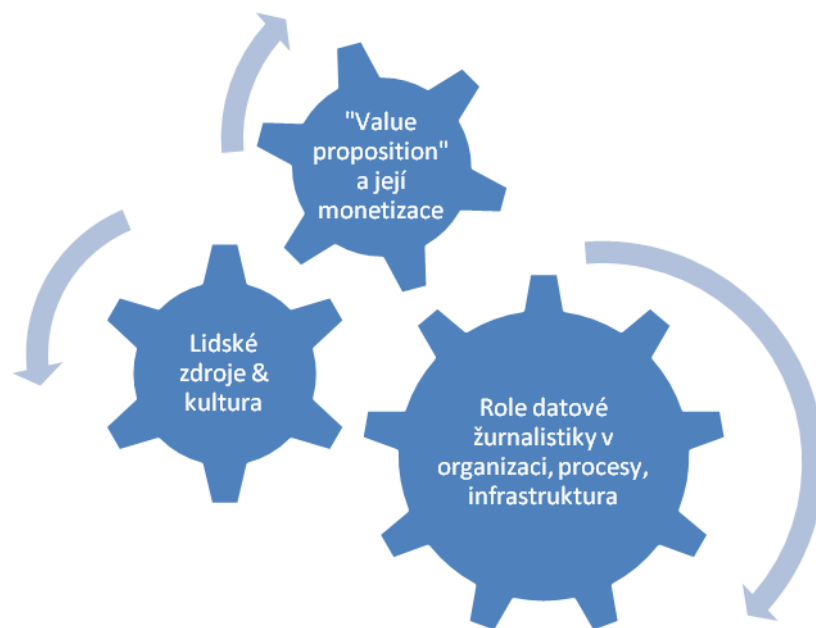 "Value
proposition"
a její
monetizace
Lidské
zdroje &
kultura
Role datové
žurnalistiky v
organizaci, procesy,
infrastruktura